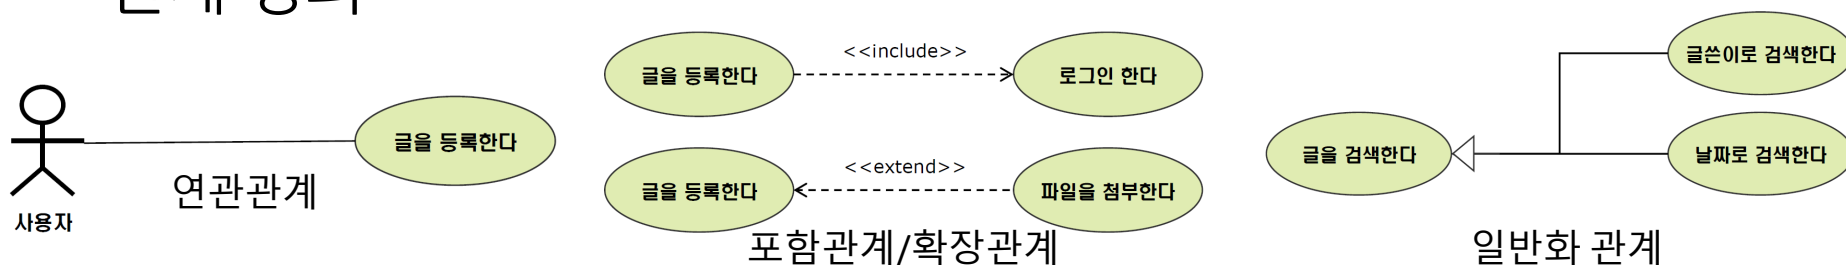 글을 등록한다
사용자
연관관계
글을 등록한다
<<include>>
로그인 한다
글을 등록한다
<<extend>>
파일을 첨부한다
포함관계/확장관계
글쓴이로 검색한다
글을 검색한다
날짜로 검색한다
일반화 관계